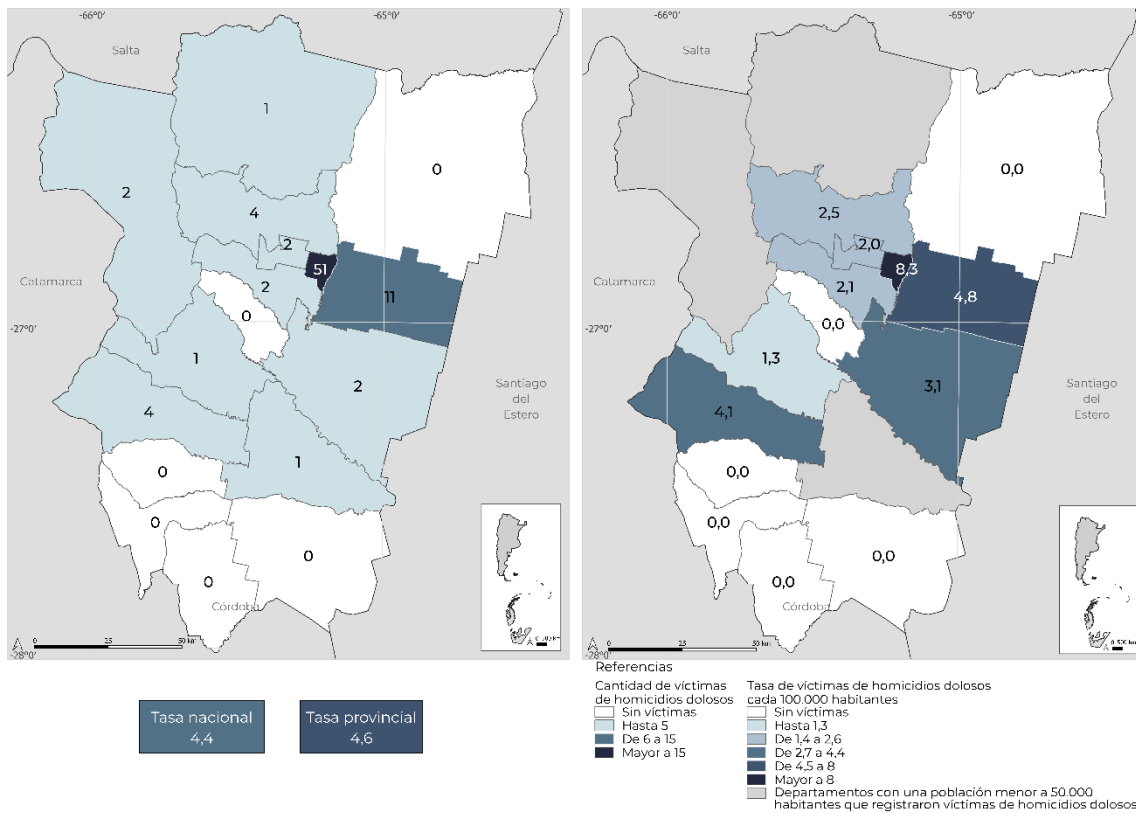 -66°0'
-65°0'
Salta
1
0
2
4
2
51
11
Catamarca
2
0
-27°0'
1
2
Santiago
del
Estero
4
1
0
0
0
0
Córdoba
0
25
50 km
-28°0'
-66°0'
-65°0'
0,0
2,5
2,0
8,3
4,8
2,1
0,0
1,3
3,1
Santiago
del
Estero
4,1
0,0
0,0
0,0
0,0
Córdoba
0
25
50 km
0 500 km
Tasa nacional
4,4
Tasa provincial
4,6
Referencias
Cantidad de víctimas
de homicidios dolosos
Sin víctimas
Hasta 5
De 6 a 15
Mayor a 15
Tasa de víctimas de homicidios dolosos
cada 100.000 habitantes
Sin víctimas
Hasta 1,3
De 1,4 a 2,6
De 2,7 a 4,4
De 4,5 a 8
Mayor a 8
Departamentos con una población menor a 50.000
habitantes que registraron víctimas de homicidios dolosos